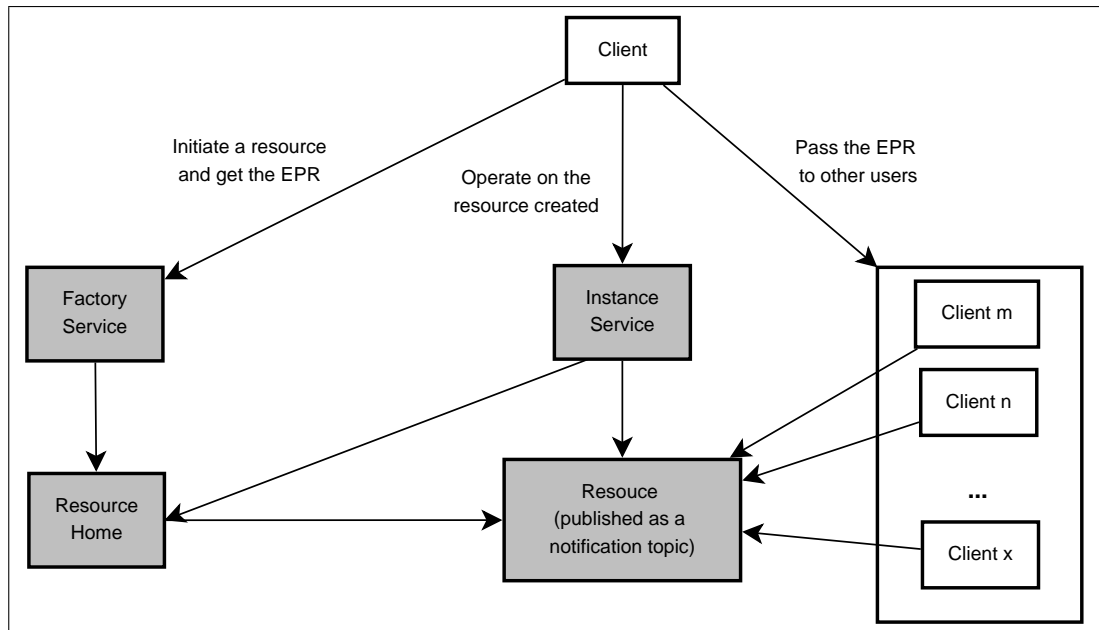 Client
Initiate a resource
and get the EPR
Operate on the
resource created
Pass the EPR
to other users
Factory
Service
Instance
Service
Client m
Client n
...
Client x
Resource
Home
Resouce
(published as a
notification topic)